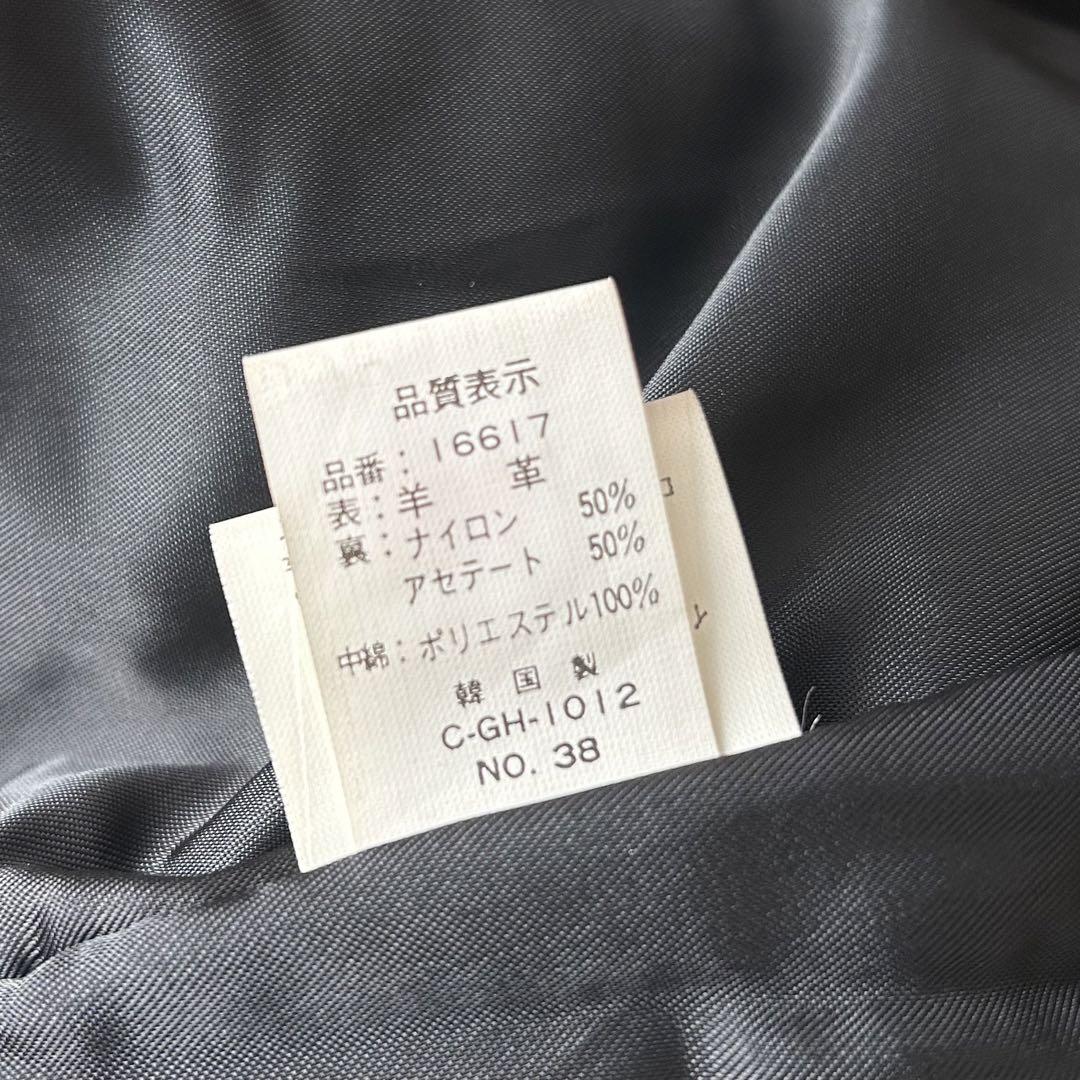 品質表示
品番：16617
表：羊 革
裏：ナイロン 50%
アセテート 50%
中綿：ポリエステル100%
韓国製
C-GH-1012
NO. 38